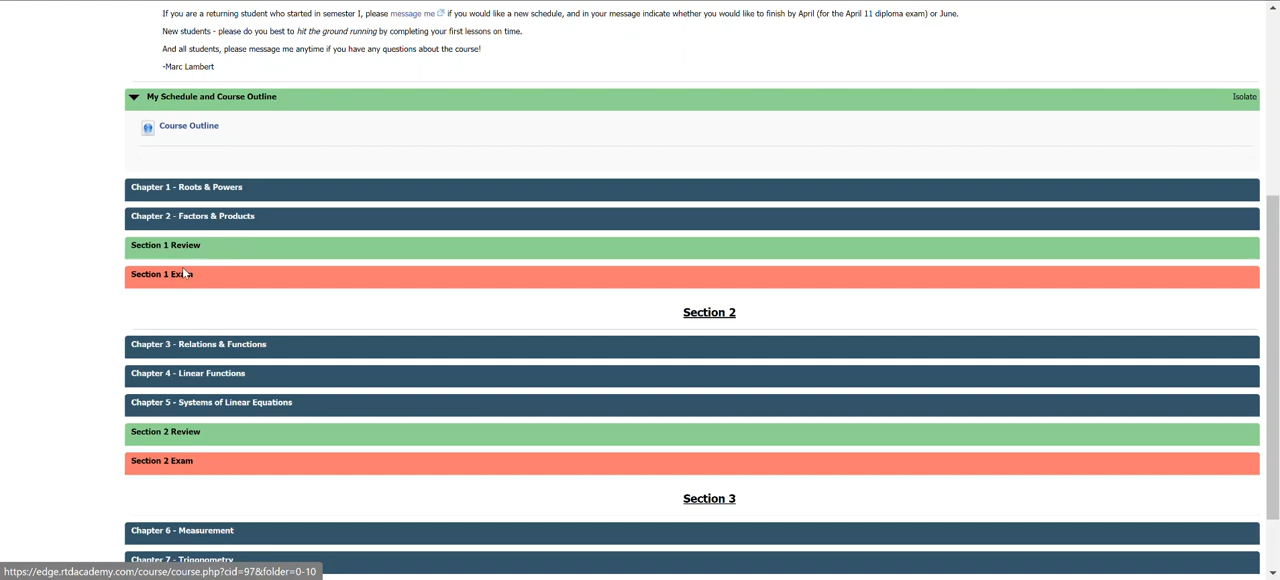 If you are a returning student who started in semester I, please message me if you would like a new schedule, and in your message indicate whether you would like to finish by April (for the April 11 diploma exam) or June.
New students - please do you best to hit the ground running by completing your first lessons on time.
And all students, please message me anytime if you have any questions about the course!
-Marc Lambert
My Schedule and Course Outline
Isolate
Course Outline
Chapter 1 - Roots & Powers
Chapter 2 - Factors & Products
Section 1 Review
Section 1 Exam
Section 2
Chapter 3 - Relations & Functions
Chapter 4 - Linear Functions
Chapter 5 - Systems of Linear Equations
Section 2 Review
Section 2 Exam
Section 3
Chapter 6 - Measurement
Chapter 7 - Trigonometry
https://edge.rtdacademy.com/course/course.php?cid=97&folder=0-10